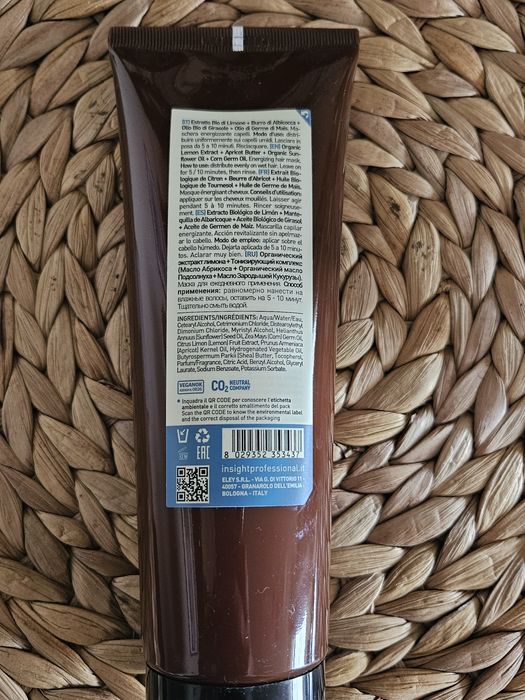 [IT] Estratto Bio di Limone + Burro di Albicocca +
Olio Bio di Girasole + Olio di Germe di Mais. Ma-
schera energizzante capelli. Modo d'uso: distri-
buire uniformemente sui capelli umidi. Lasciare in
posa da 5 a 10 minuti. Risciacquare. [EN] Organic
Lemon Extract + Apricot Butter + Organic Sun-
flower Oil + Corn Germ Oil. Energizing hair mask.
How to use: distribute evenly on wet hair. Leave on
for 5 / 10 minutes, then rinse. [FR] Extrait Bio-
logique de Citron + Beurre d'Abricot + Huile Bio-
logique de Tournesol + Huile de Germe de Maïs.
Masque énergisant cheveux. Conseils d'utilisation:
appliquer sur les cheveux mouillés. Laisser agir
pendant 5 à 10 minutes. Rincer soigneuse-
ment. [ES] Extracto Biológico de Limón + Mante-
quilla de Albaricoque + Aceite Biológico de Girasol
+ Aceite de Germen de Maíz. Mascarilla capilar
energizante. Acción revitalizante sin apelmaz-
ar lo cabello. Modo de empleo: aplicar sobre el
cabello húmedo. Dejarla aplicada de 5 a 10 mi-
nutos. Aclarar muy bien. [RU] Органический
экстракт лимона + Тонизирующий комплекс
(Масло Абрикоса + Органический масло
Подсолнуха + Масло Зародышей Кукурузы).
Маска для ежедневного применения. Способ
применения: равномерно нанести на
влажные волосы, оставить на 5 - 10 минут.
Тщательно смыть водой.
INGREDIENTS/INGRÉDIENTS: Aqua/Water/Eau,
Cetearyl Alcohol, Cetrimonium Chloride, Distearoylethyl
Dimonium Chloride, Myristyl Alcohol, Helianthus
Annuus (Sunflower) Seed Oil, Zea Mays (Corn) Germ Oil,
Citrus Limon (Lemon) Fruit Extract, Prunus Armeniaca
(Apricot) Kernel Oil, Hydrogenated Vegetable Oil,
Butyrospermum Parkii (Shea) Butter, Tocopherol,
Parfum/Fragrance, Citric Acid, Benzyl Alcohol, Glyceryl
Laurate, Sodium Benzoate, Potassium Sorbate.
VEGANOK
CO2 NEUTRAL
COMPANY
* Inquadra il QR CODE per conoscere l'etichetta
ambientale e il corretto smaltimento del pack
Scan the QR CODE to know the environmental label
and the correct disposal of the packaging
12M
EAC
8 029352 353437
insightprofessional.it
ELEY S.R.L. - VIA G. DI VITTORIO 11 -
40057 - GRANAROLO DELL'EMILIA -
BOLOGNA - ITALY